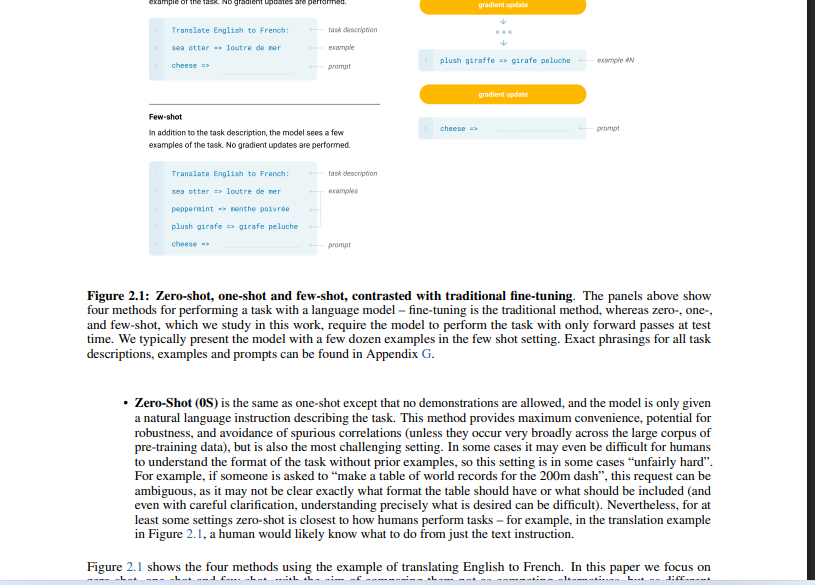 example of the task. No gradient updates are performed.
1 Translate English to French: task description
2 sea otter => loutre de mer example
3 cheese => prompt
Few-shot
In addition to the task description, the model sees a few
examples of the task. No gradient updates are performed.
1 Translate English to French: task description
2 sea otter => loutre de mer examples
3 peppermint => menthe poivrée
4 plush girafe => girafe peluche
5 cheese => prompt
gradient update
1 plush giraffe => girafe peluche example #N
gradient update
1 cheese => prompt
Figure 2.1: Zero-shot, one-shot and few-shot, contrasted with traditional fine-tuning. The panels above show
four methods for performing a task with a language model – fine-tuning is the traditional method, whereas zero-, one-,
and few-shot, which we study in this work, require the model to perform the task with only forward passes at test
time. We typically present the model with a few dozen examples in the few shot setting. Exact phrasings for all task
descriptions, examples and prompts can be found in Appendix G.
• Zero-Shot (0S) is the same as one-shot except that no demonstrations are allowed, and the model is only given
a natural language instruction describing the task. This method provides maximum convenience, potential for
robustness, and avoidance of spurious correlations (unless they occur very broadly across the large corpus of
pre-training data), but is also the most challenging setting. In some cases it may even be difficult for humans
to understand the format of the task without prior examples, so this setting is in some cases “unfairly hard”.
For example, if someone is asked to “make a table of world records for the 200m dash”, this request can be
ambiguous, as it may not be clear exactly what format the table should have or what should be included (and
even with careful clarification, understanding precisely what is desired can be difficult). Nevertheless, for at
least some settings zero-shot is closest to how humans perform tasks – for example, in the translation example
in Figure 2.1, a human would likely know what to do from just the text instruction.
Figure 2.1 shows the four methods using the example of translating English to French. In this paper we focus on